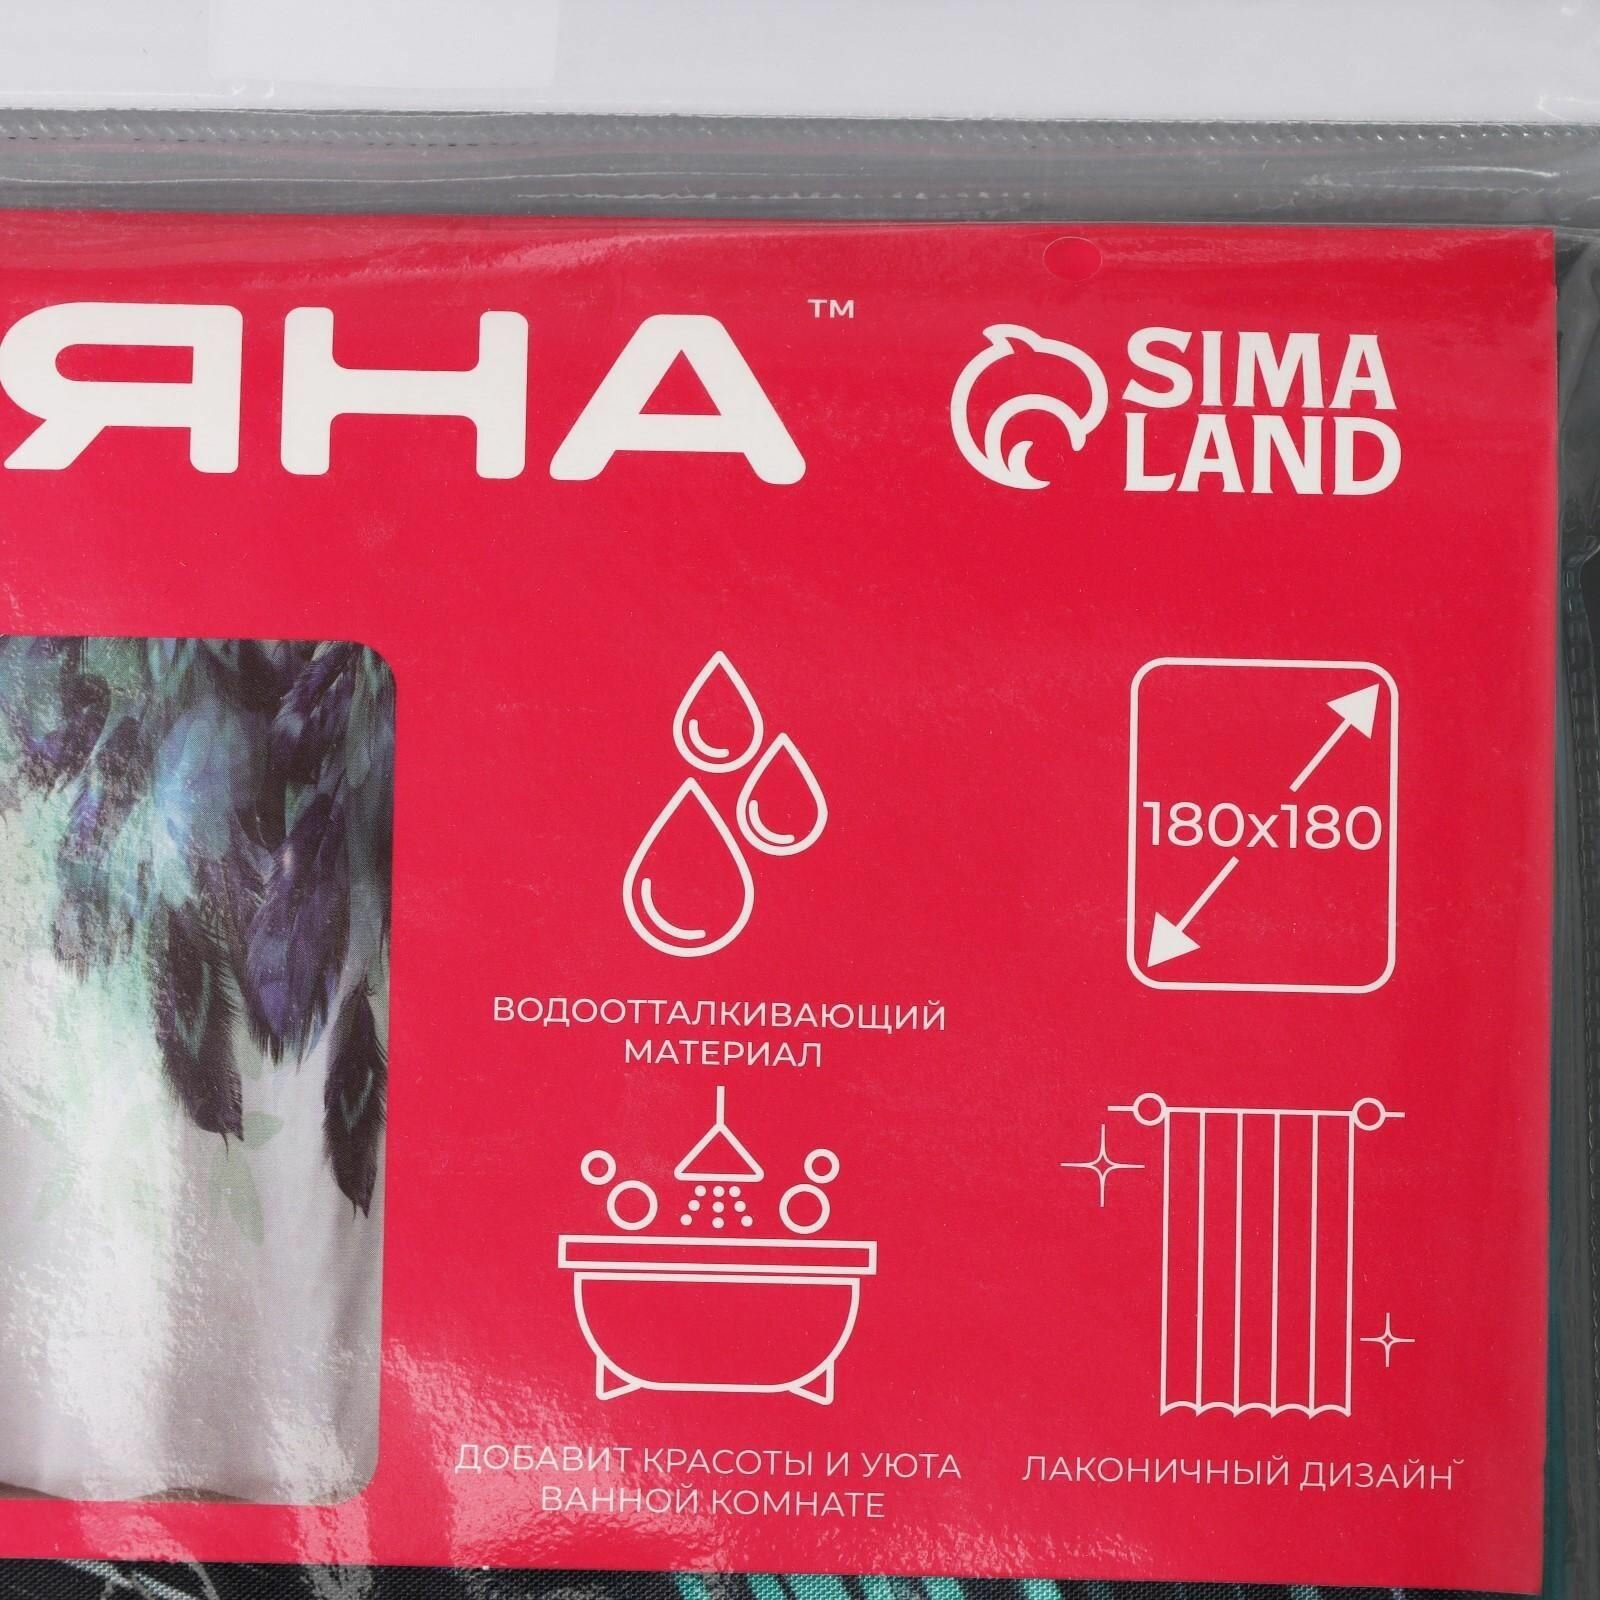 ЯНА™
SIMA
LAND
180x180
ВОДООТТАЛКИВАЮЩИЙ
МАТЕРИАЛ
ДОБАВИТ КРАСОТЫ И УЮТА
ВАННОЙ КОМНАТЕ
ЛАКОНИЧНЫЙ ДИЗАЙН